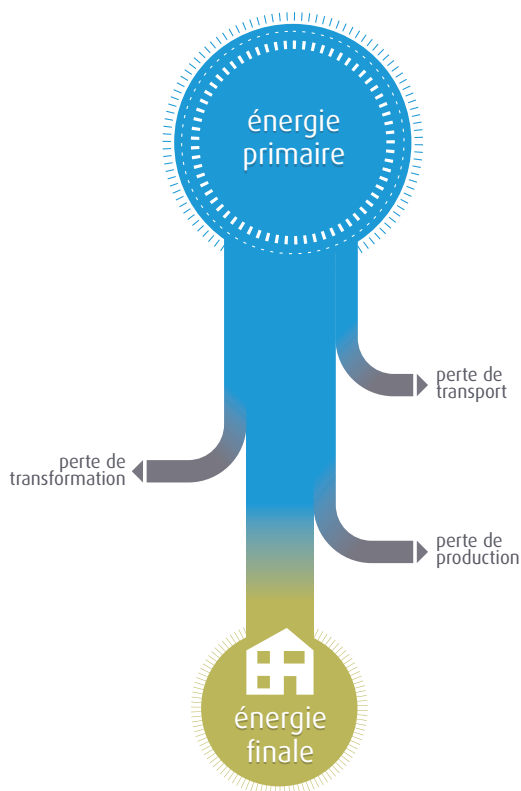 énergie
primaire
perte de
transport
perte de
transformation
perte de
production
énergie
finale